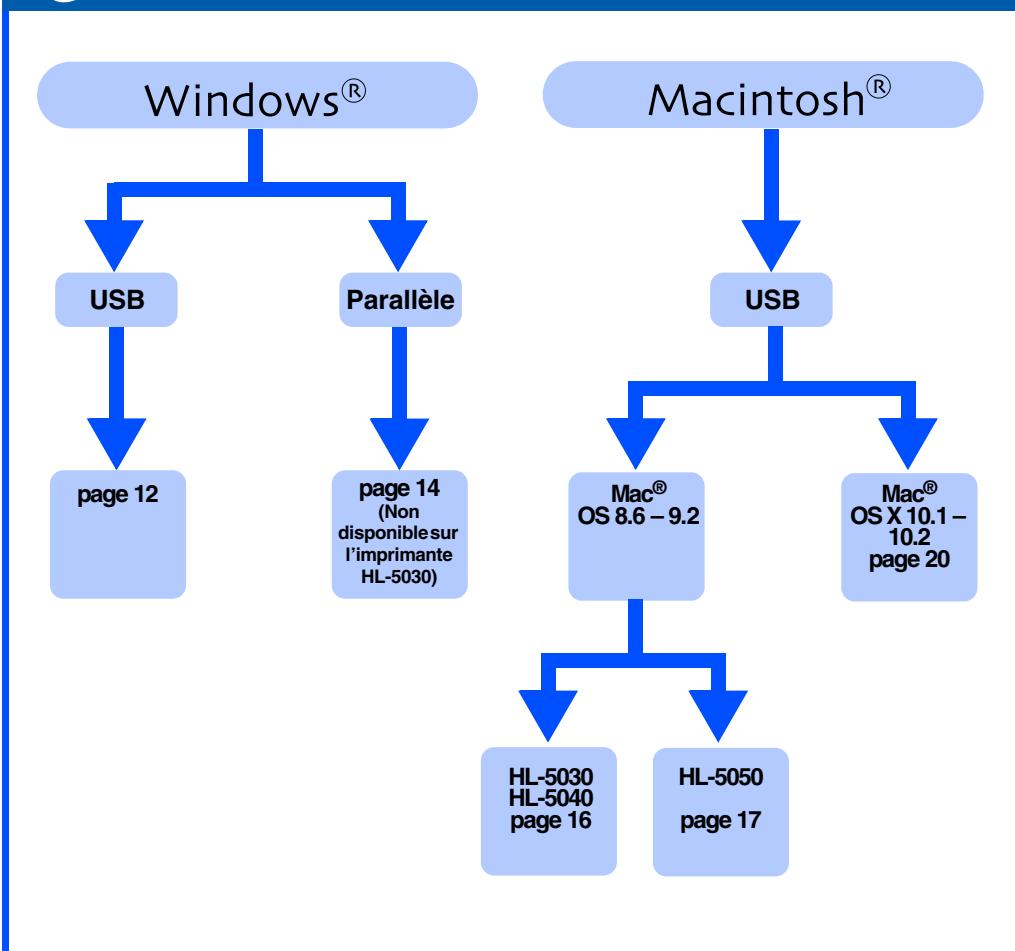 Windows®
Macintosh®
USB
Parallèle
USB
page 12
page 14
(Non
disponible sur
l'imprimante
HL-5030)
Mac®
OS 8.6 – 9.2
Mac®
OS X 10.1 –
10.2
page 20
HL-5030
HL-5040
page 16
HL-5050
page 17